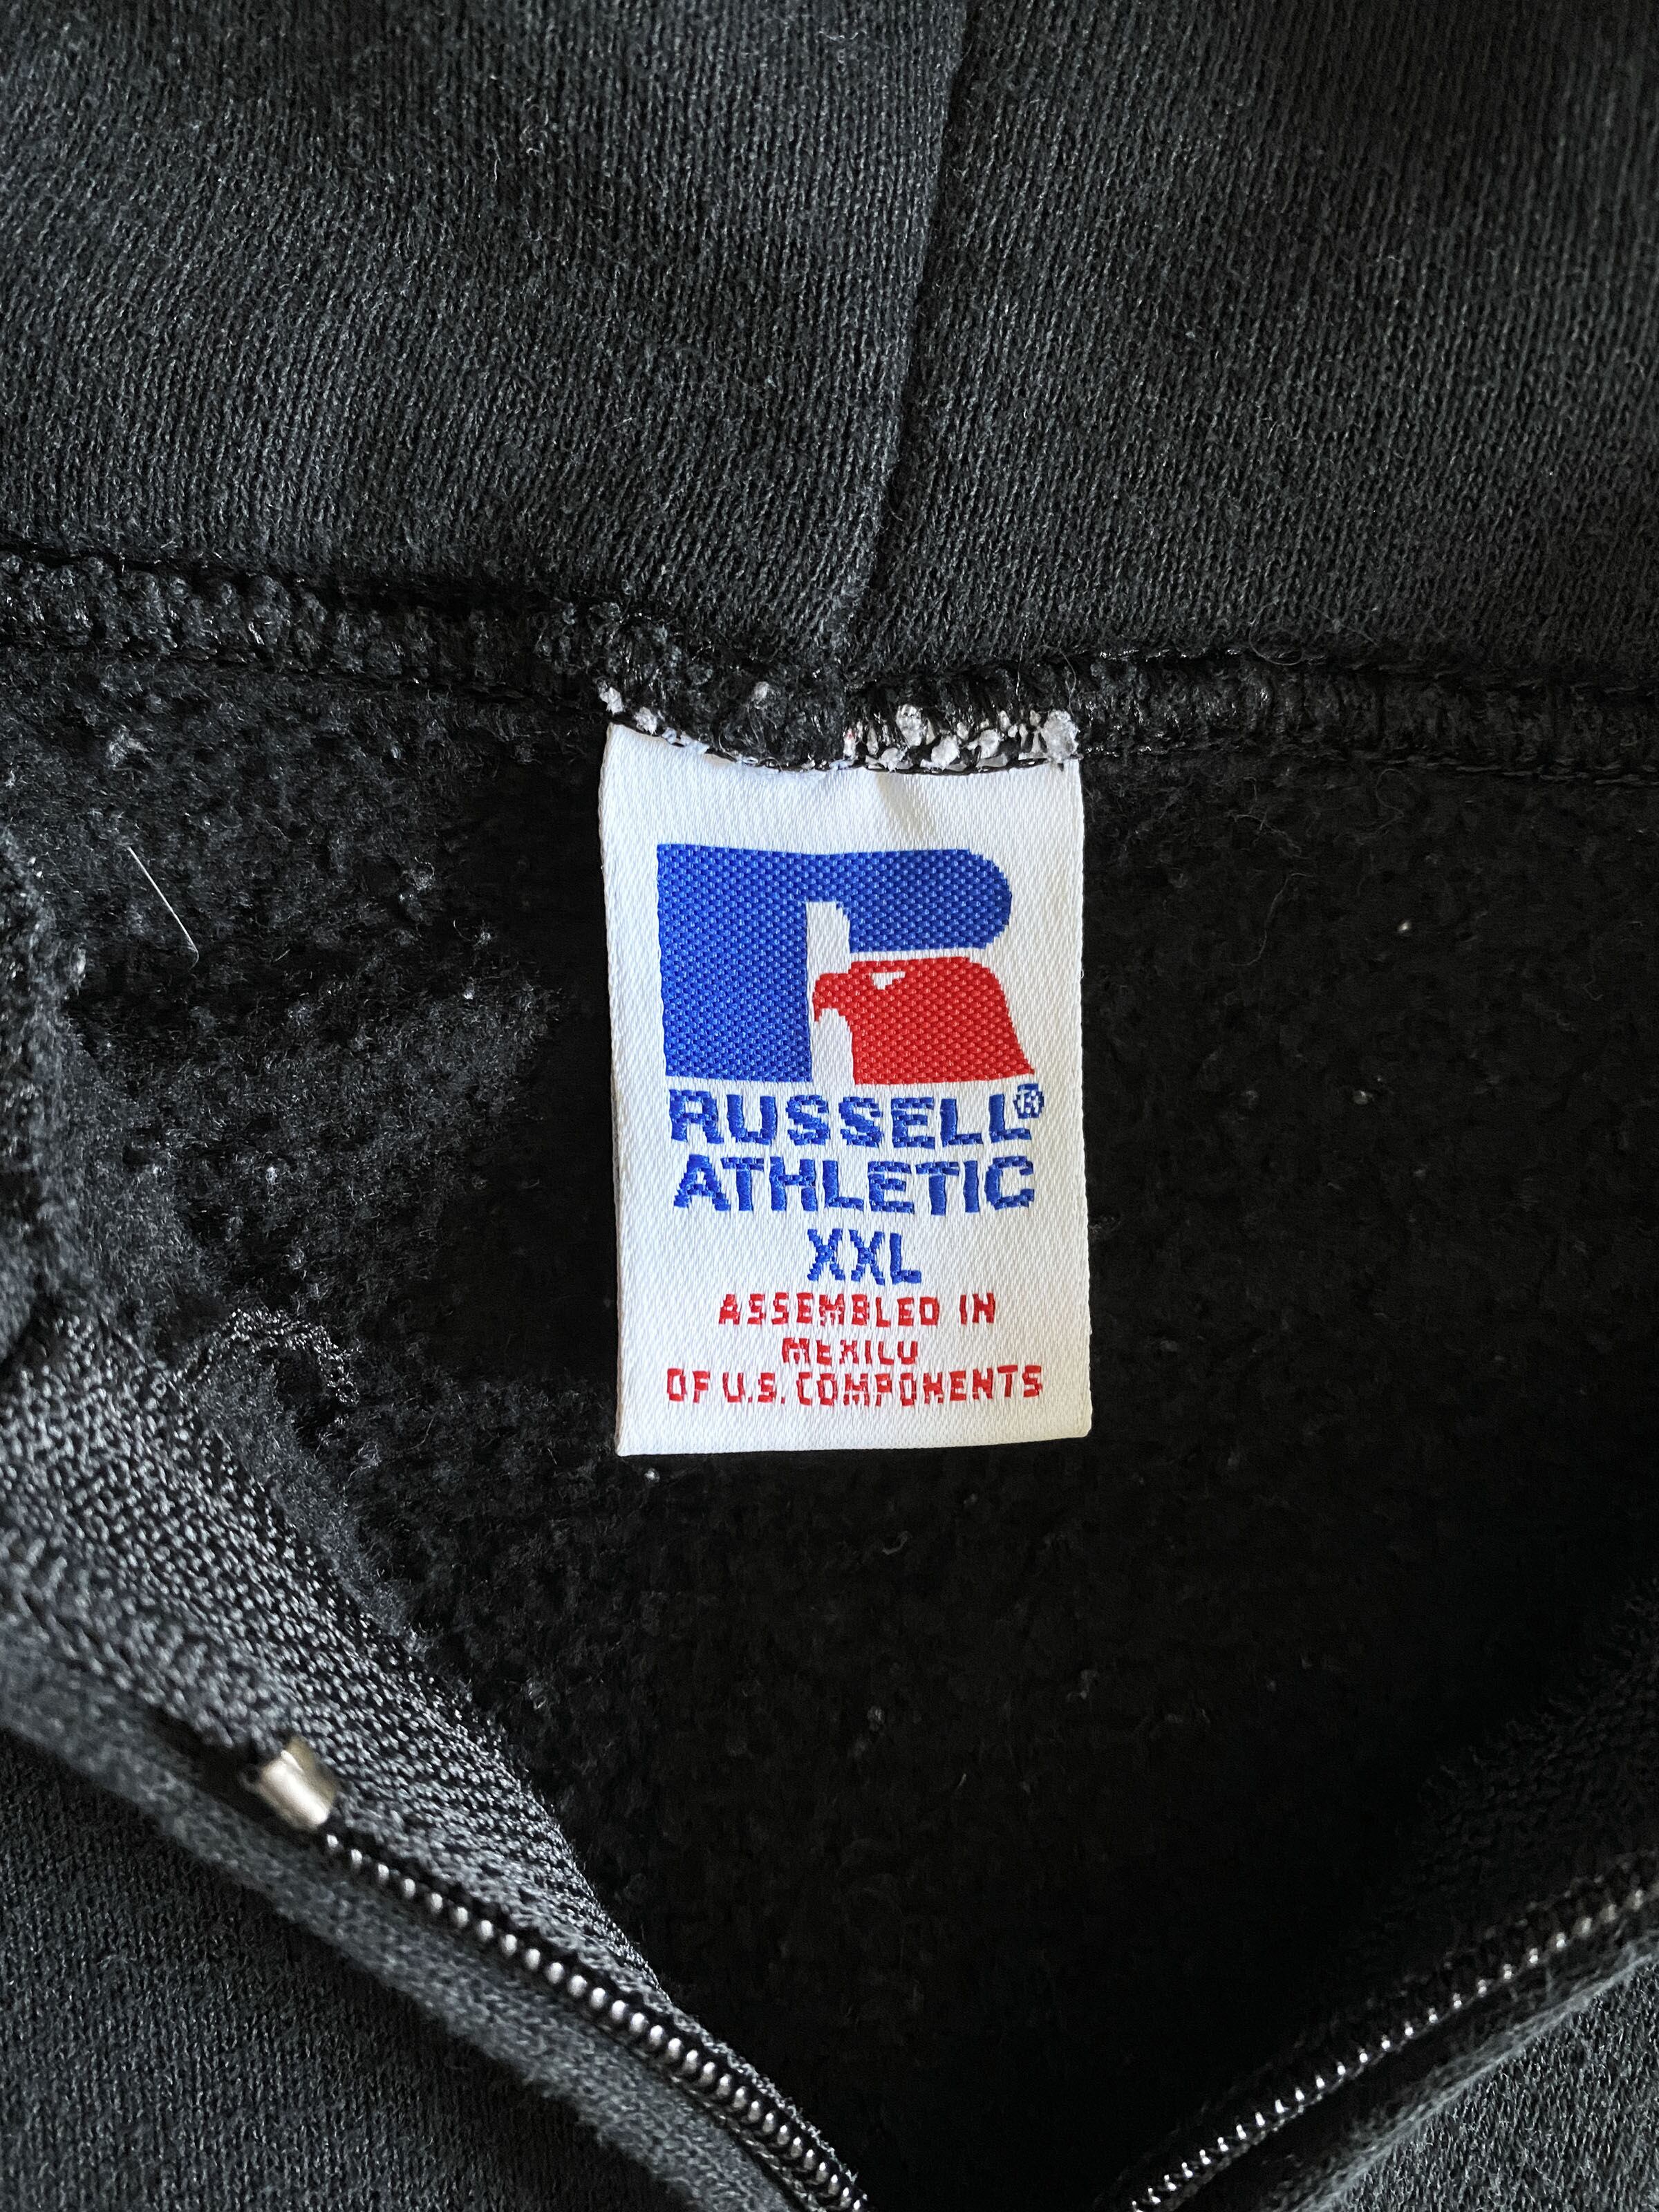 RUSSELL®
ATHLETIC
XXL
ASSEMBLED IN
MEXICO
OF U.S. COMPONENTS